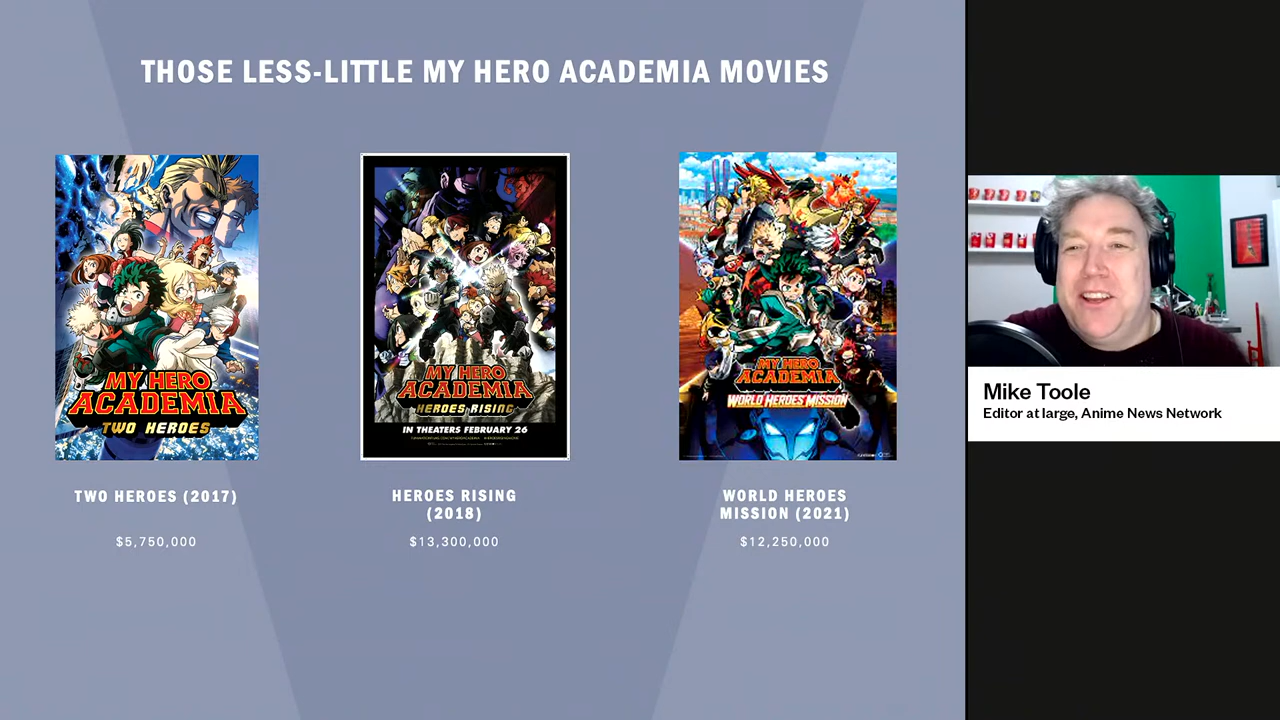 THOSE LESS-LITTLE MY HERO ACADEMIA MOVIES
MY HERO
ACADEMIA
TWO HEROES
MY HERO
ACADEMIA
HEROES RISING
IN THEATERS FEBRUARY 26
MY HERO
ACADEMIA
WORLD HEROES' MISSION
TWO HEROES (2017)
$5,750,000
HEROES RISING
(2018)
$13,300,000
WORLD HEROES
MISSION (2021)
$12,250,000
Mike Toole
Editor at large, Anime News Network